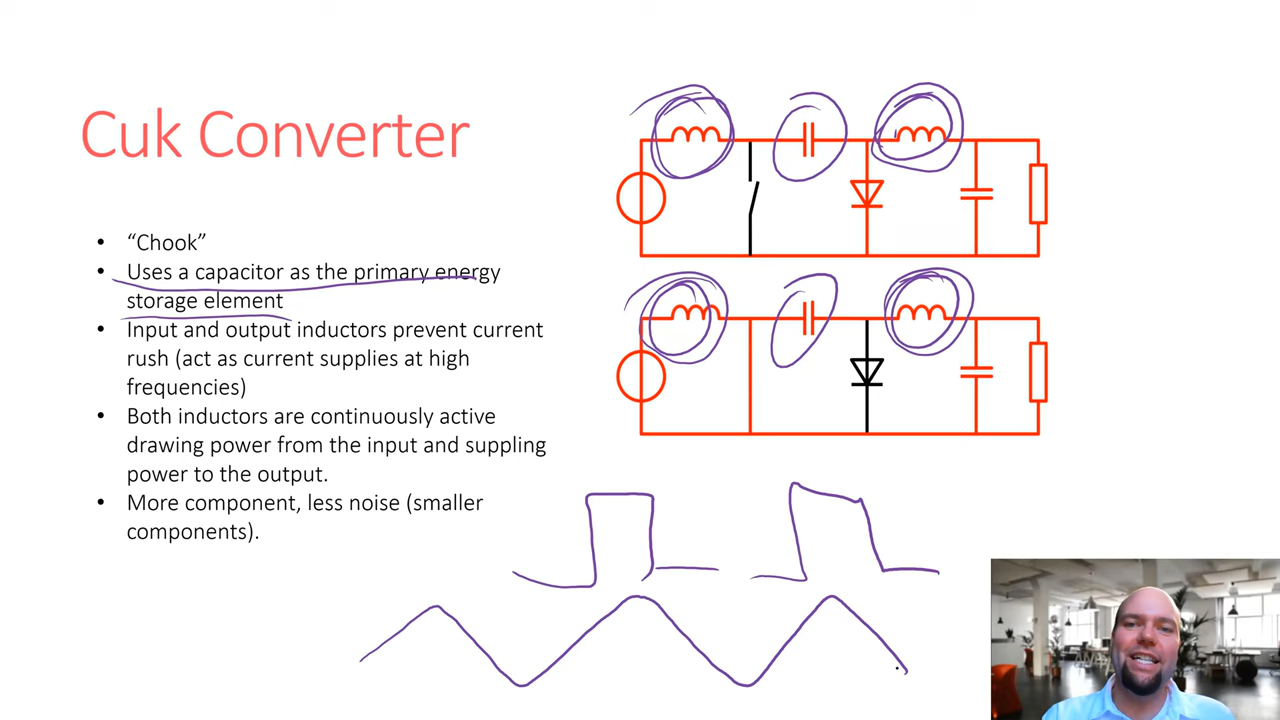 Cuk Converter
• “Chook”
• Uses a capacitor as the primary energy
storage element
• Input and output inductors prevent current
rush (act as current supplies at high
frequencies)
• Both inductors are continuously active
drawing power from the input and suppling
power to the output.
• More component, less noise (smaller
components).